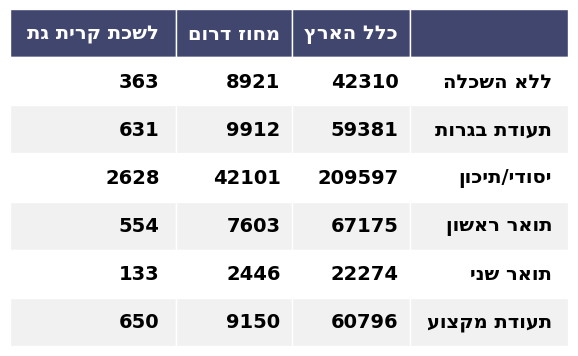 כלל הארץ מחוז דרום לשכת קרית גת
ללא השכלה 42310 8921 363
תעודת בגרות 59381 9912 631
יסודי/תיכון 209597 42101 2628
תואר ראשון 67175 7603 554
תואר שני 22274 2446 133
תעודת מקצוע 60796 9150 650